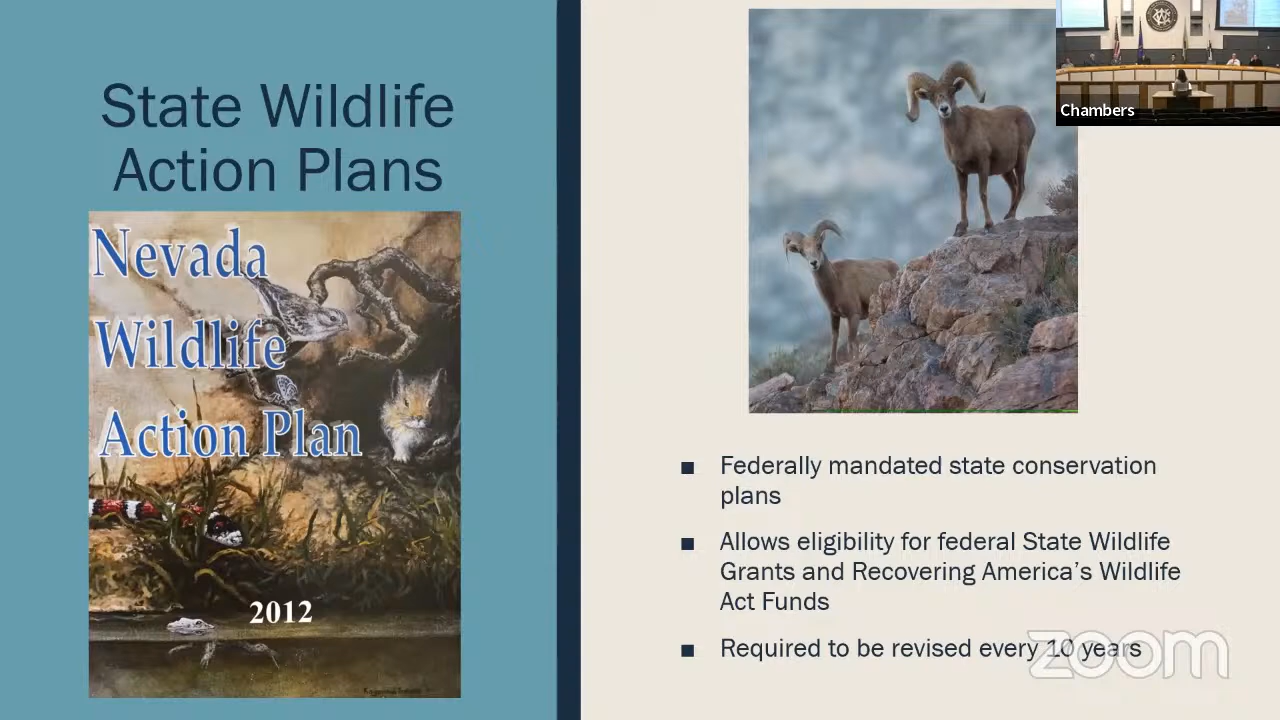 State Wildlife
Action Plans
Nevada
Wildlife
Action Plan
2012
Chambers
■ Federally mandated state conservation
plans
■ Allows eligibility for federal State Wildlife
Grants and Recovering America's Wildlife
Act Funds
■ Required to be revised every 10 years
zoom